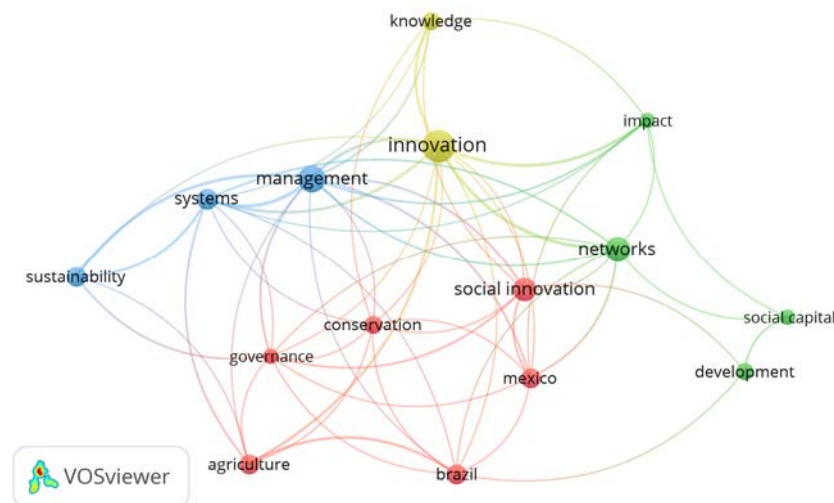 knowledge
impact
innovation
management
systems
networks
sustainability
social innovation
social capital
conservation
governance
development
mexico
agriculture
brazil
VOSviewer